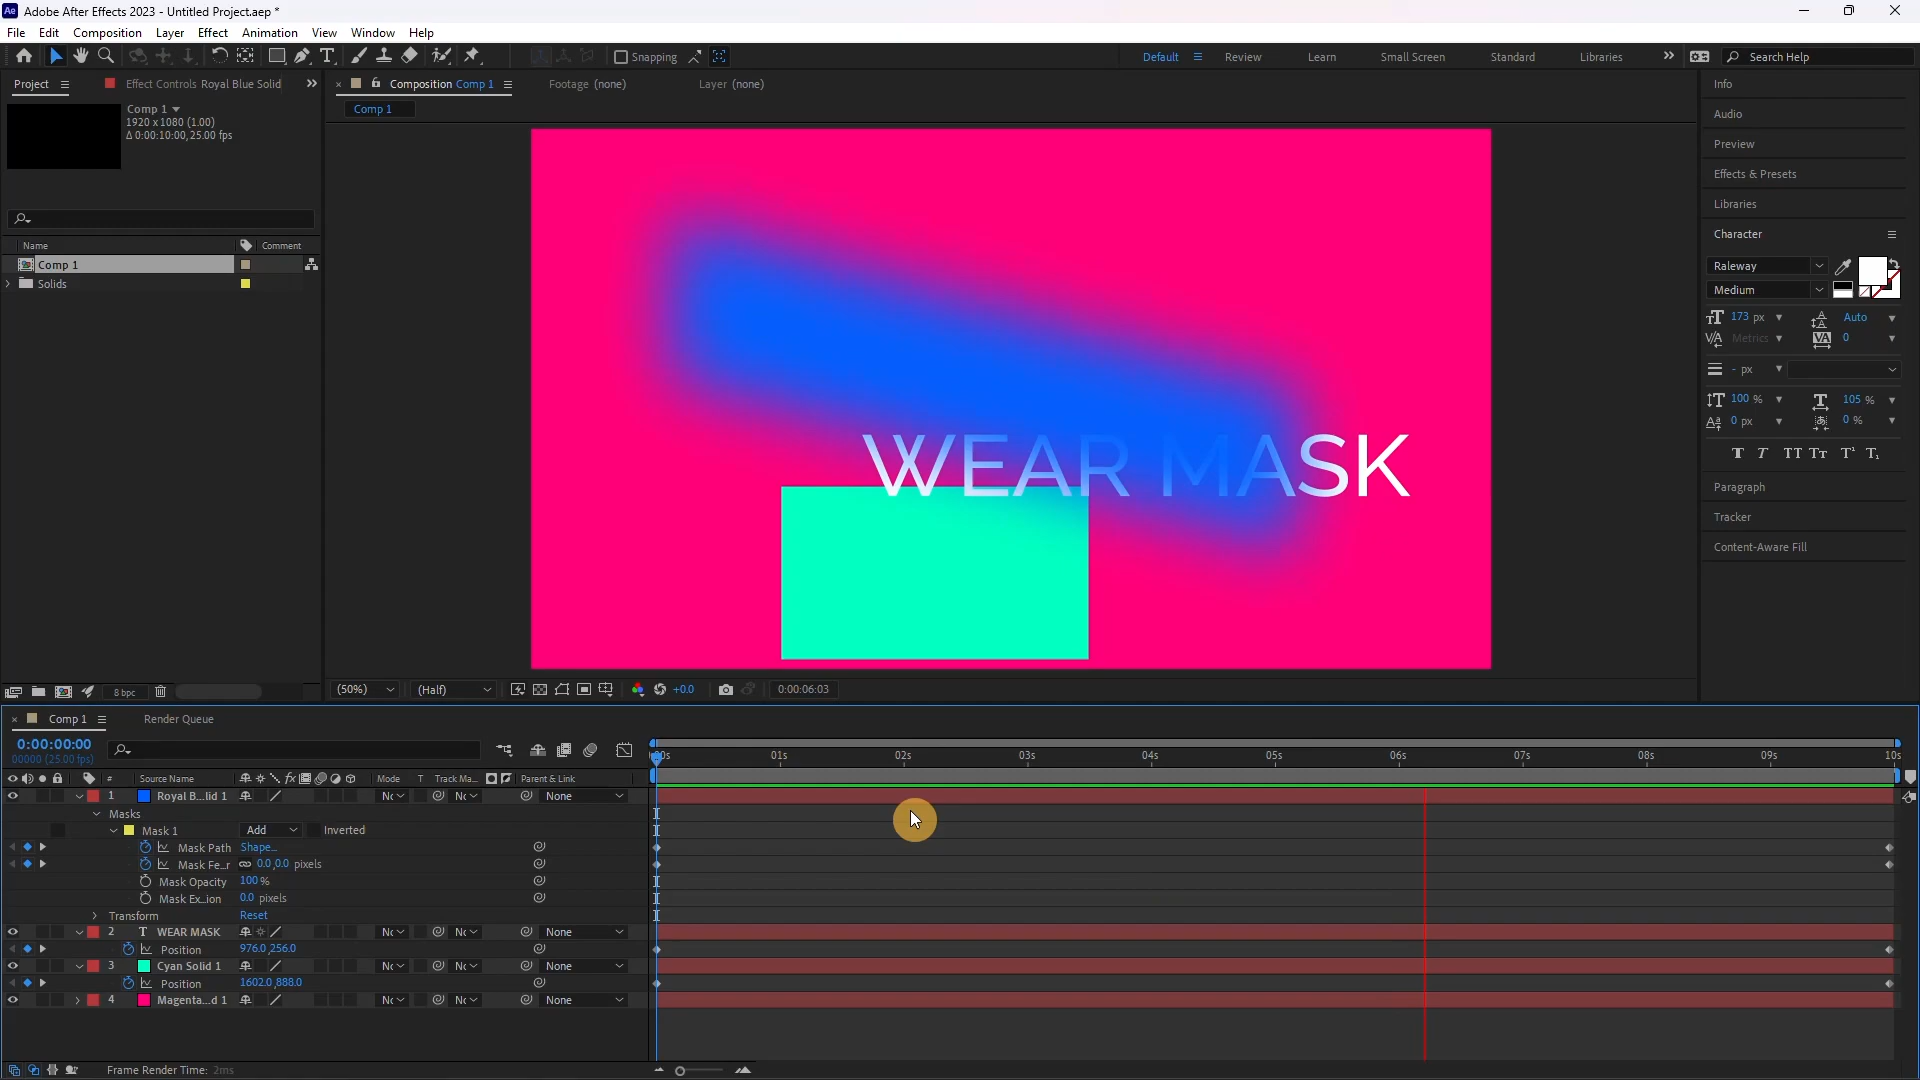 Ae Adobe After Effects 2023 - Untitled Project.aep *
File Edit Composition Layer Effect Animation View Window Help
Snapping
Default Review Learn Small Screen Standard Libraries Search Help
Project Effect Controls Royal Blue Solid
Comp 1
1920 x 1080 (1.00)
Δ 0:00:10:00, 25.00 fps
Name Comment
Comp 1
Solids
8 bpc
Composition Comp 1 Footage (none) Layer (none)
Comp 1
WEAR MASK
(50%) (Half) +0.0 0:00:06:03
Info
Audio
Preview
Effects & Presets
Libraries
Character
Raleway
Medium
173 px Auto
Metrics 0
- px
100 % 105 %
0 px 0 %
Paragraph
Tracker
Content-Aware Fill
Comp 1 Render Queue
0:00:00:00
00000 (25.00 fps)
# Source Name fx Mode T Track Ma... Parent & Link
01s 02s 03s 04s 05s 06s 07s 08s 09s 10s
1 Royal B...lid 1 None
Masks
Mask 1 Add Inverted
Mask Path Shape...
Mask Fe...r 0.0,0.0 pixels
Mask Opacity 100 %
Mask Ex...ion 0.0 pixels
Transform Reset
2 T WEAR MASK None
Position 976.0,256.0
3 Cyan Solid 1 None
Position 1602.0,888.0
4 Magenta...d 1 None
Frame Render Time: 2ms